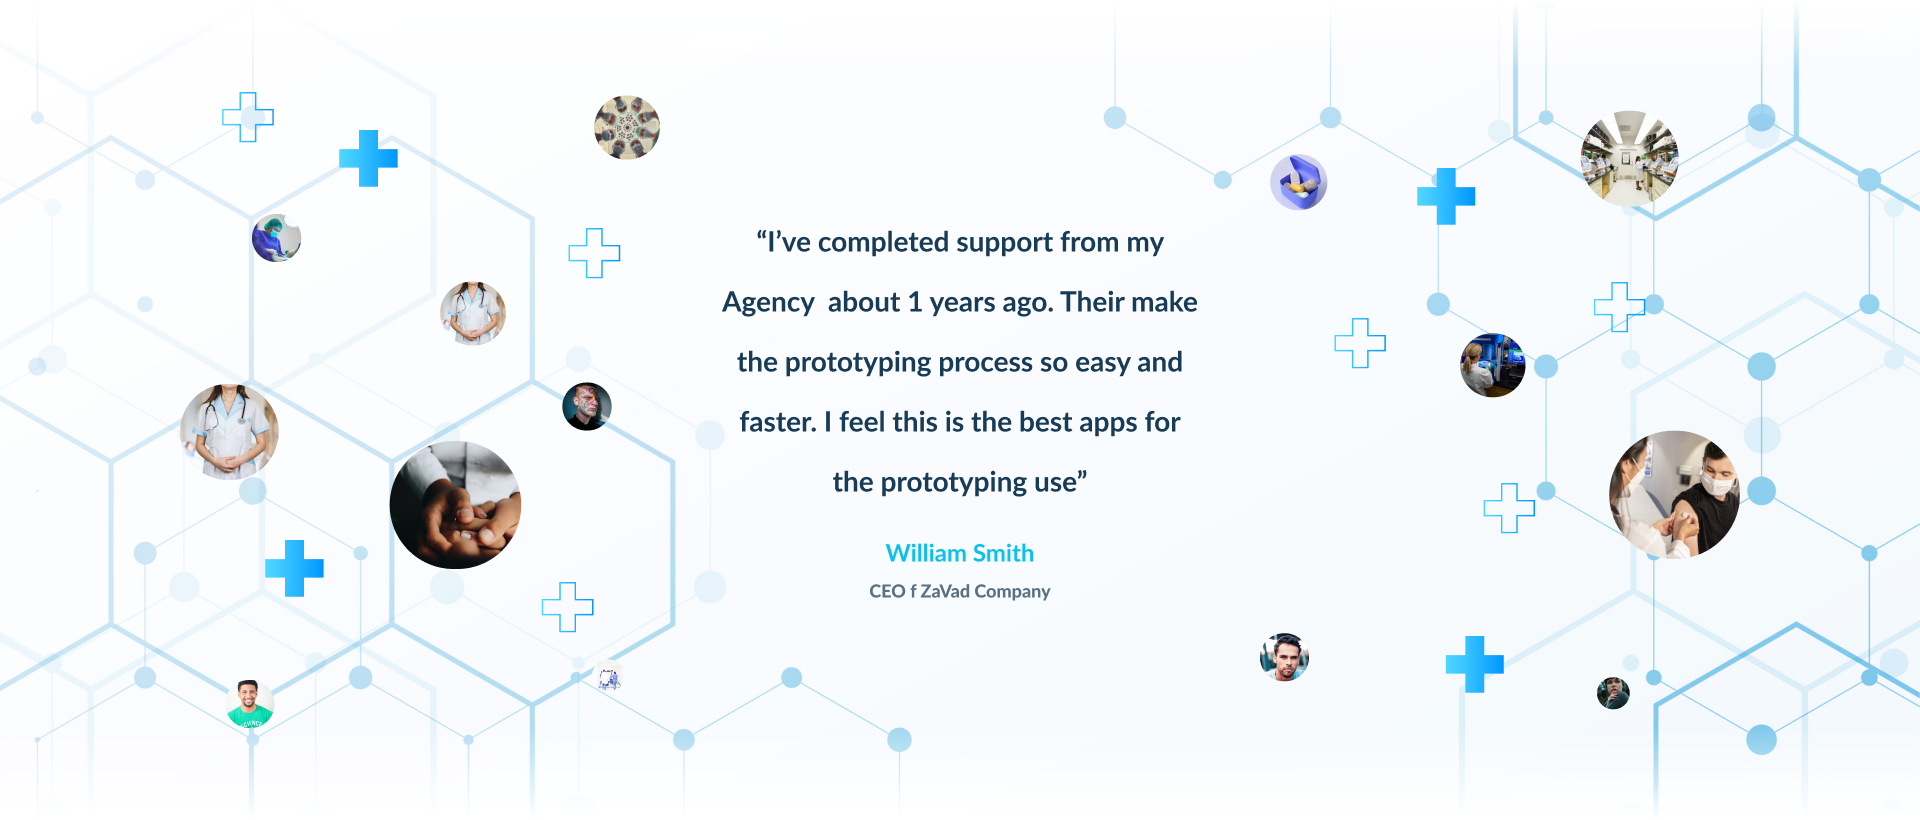 “I’ve completed support from my
Agency  about 1 years ago. Their make
the prototyping process so easy and
faster. I feel this is the best apps for
the prototyping use”
William Smith
CEO f ZaVad Company